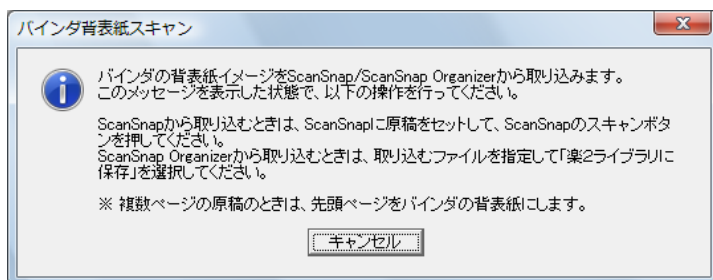 バインダ背表紙スキャン
バインダの背表紙イメージをScanSnap/ScanSnap Organizerから取り込みます。
このメッセージを表示した状態で、以下の操作を行ってください。
ScanSnapから取り込むときは、ScanSnapに原稿をセットして、ScanSnapのスキャンボタ
ンを押してください。
ScanSnap Organizerから取り込むときは、取り込むファイルを指定して「楽2ライブラリに
保存」を選択してください。
※ 複数ページの原稿のときは、先頭ページをバインダの背表紙にします。
キャンセル